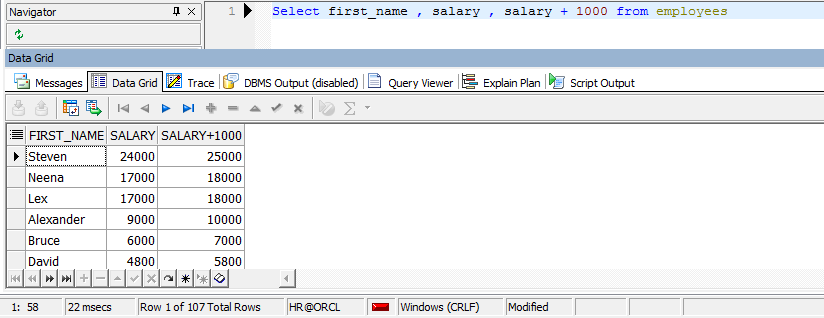 Navigator
1 Select first_name , salary , salary + 1000 from employees
Data Grid
Messages Data Grid Trace DBMS Output (disabled) Query Viewer Explain Plan Script Output
FIRST_NAME SALARY SALARY+1000
Steven 24000 25000
Neena 17000 18000
Lex 17000 18000
Alexander 9000 10000
Bruce 6000 7000
David 4800 5800
1: 58 22 msecs Row 1 of 107 Total Rows HR@ORCL Windows (CRLF) Modified